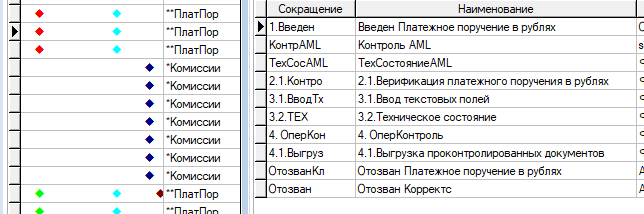 **ПлатПор
**ПлатПор
**ПлатПор
*Комиссии
*Комиссии
*Комиссии
*Комиссии
*Комиссии
*Комиссии
*Комиссии
**ПлатПор
**ПлатПор
Сокращение Наименование
1.Введен Введен Платежное поручение в рублях
КонтрAML Контроль AML
ТехСосAML ТехСостояниеAML
2.1.Контро 2.1.Верификация платежного поручения в рублях
3.1.ВводТх 3.1.Ввод текстовых полей
3.2.ТЕХ 3.2.Техническое состояние
4. ОперКон 4. ОперКонтроль
4.1.Выгруз 4.1.Выгрузка проконтролированных документов
ОтозванКл Отозван Платежное поручение в рублях
Отозван Отозван Корректс